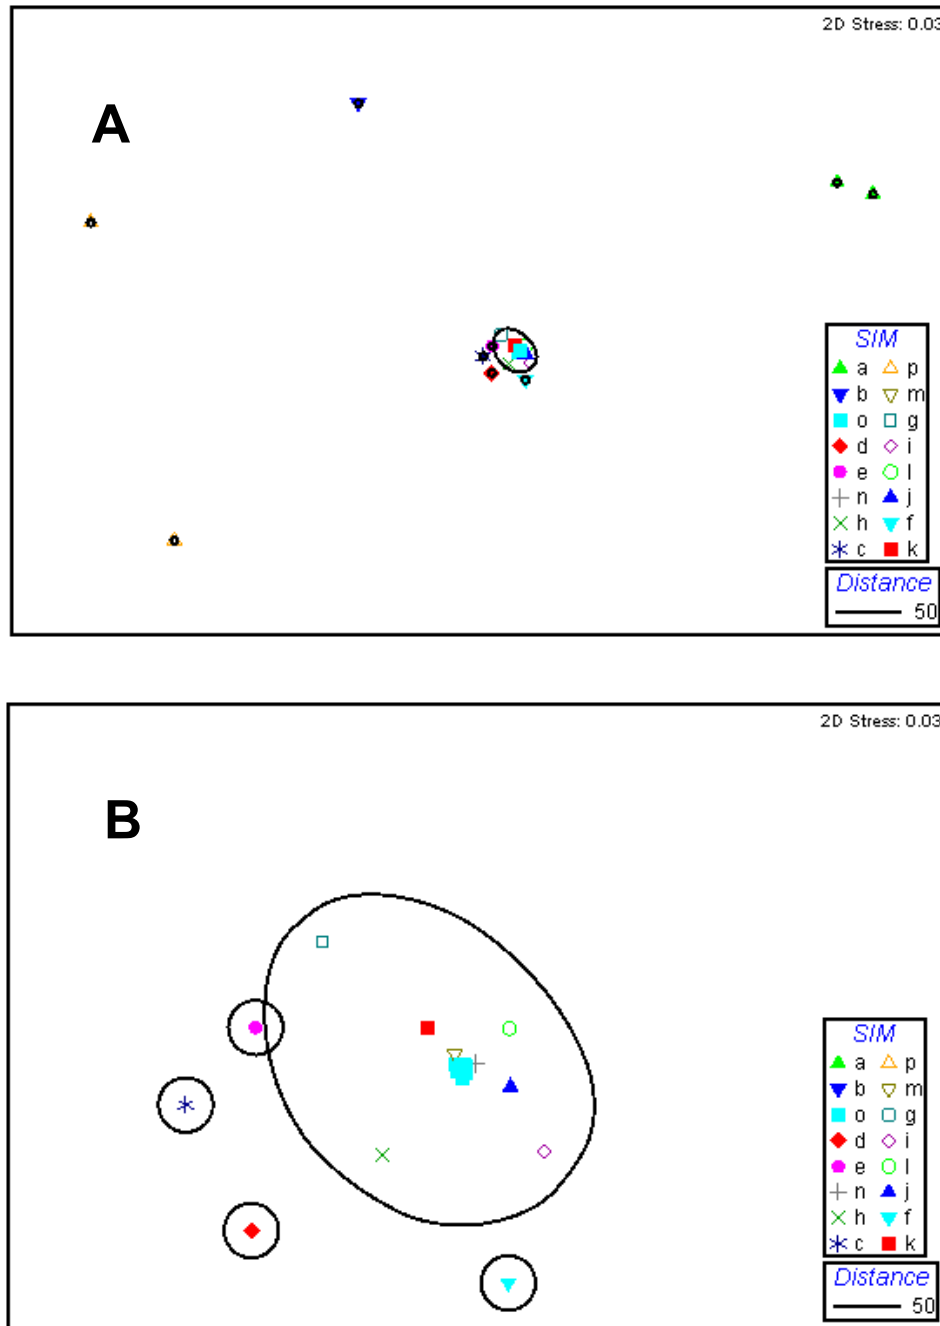 2D Stress: 0.03
A
SIM
a p
b m
o g
d i
e l
n j
h f
c k
Distance
50
2D Stress: 0.03
B
SIM
a p
b m
o g
d i
e l
n j
h f
c k
Distance
50